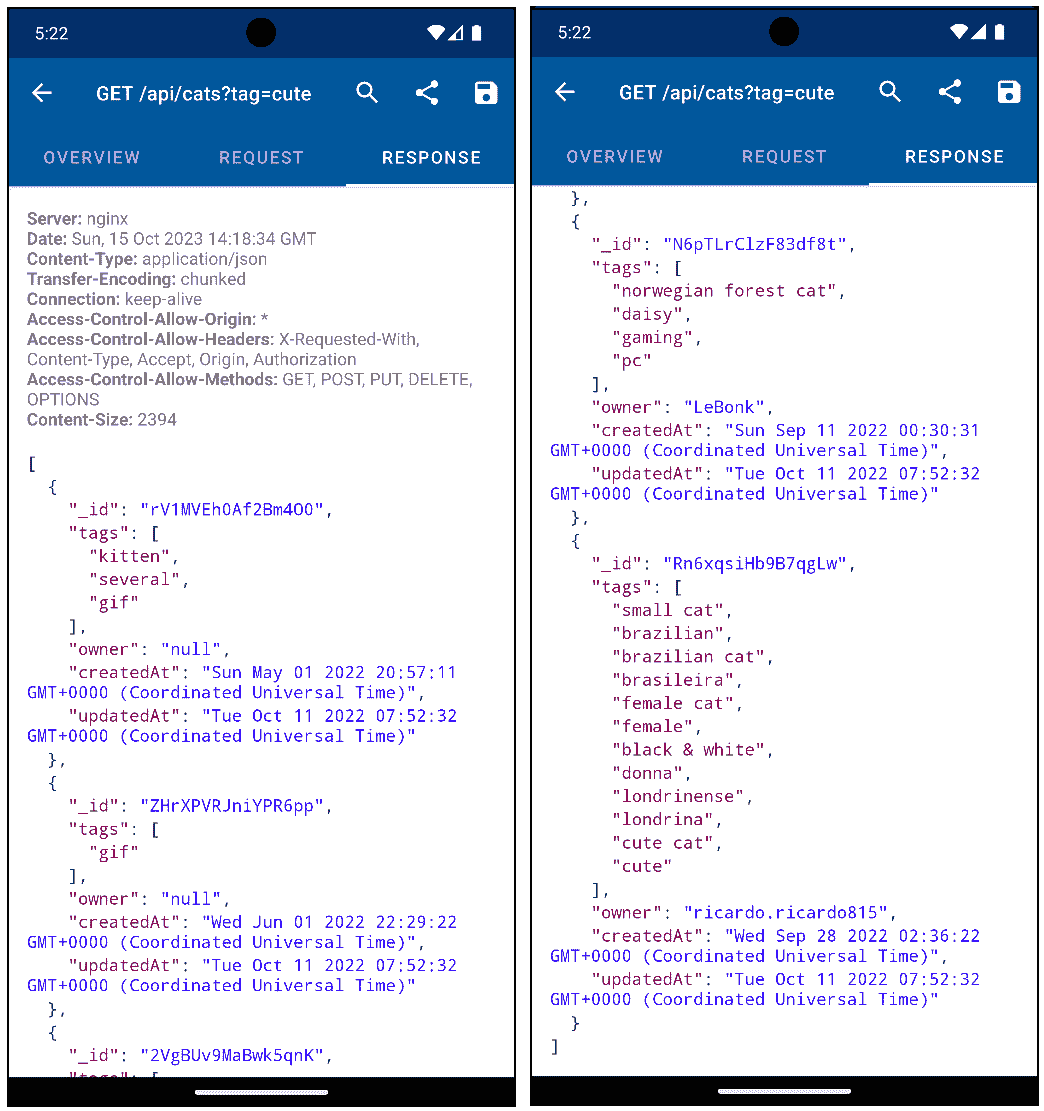 5:22
GET /api/cats?tag=cute
OVERVIEW
REQUEST
RESPONSE
Server: nginx
Date: Sun, 15 Oct 2023 14:18:34 GMT
Content-Type: application/json
Transfer-Encoding: chunked
Connection: keep-alive
Access-Control-Allow-Origin: *
Access-Control-Allow-Headers: X-Requested-With,
Content-Type, Accept, Origin, Authorization
Access-Control-Allow-Methods: GET, POST, PUT, DELETE,
OPTIONS
Content-Size: 2394
[
{
"_id": "rV1MVEh0Af2Bm4O0",
"tags": [
"kitten",
"several",
"gif"
],
"owner": "null",
"createdAt": "Sun May 01 2022 20:57:11
GMT+0000 (Coordinated Universal Time)",
"updatedAt": "Tue Oct 11 2022 07:52:32
GMT+0000 (Coordinated Universal Time)"
},
{
"_id": "ZHrXPVRJniYPR6pp",
"tags": [
"gif"
],
"owner": "null",
"createdAt": "Wed Jun 01 2022 22:29:22
GMT+0000 (Coordinated Universal Time)",
"updatedAt": "Tue Oct 11 2022 07:52:32
GMT+0000 (Coordinated Universal Time)"
},
{
"_id": "2VgBUv9MaBwk5qnK",
"tags": [
5:22
GET /api/cats?tag=cute
OVERVIEW
REQUEST
RESPONSE
},
{
"_id": "N6pTLrClzF83df8t",
"tags": [
"norwegian forest cat",
"daisy",
"gaming",
"pc"
],
"owner": "LeBonk",
"createdAt": "Sun Sep 11 2022 00:30:31
GMT+0000 (Coordinated Universal Time)",
"updatedAt": "Tue Oct 11 2022 07:52:32
GMT+0000 (Coordinated Universal Time)"
},
{
"_id": "Rn6xqsiHb9B7qgLw",
"tags": [
"small cat",
"brazilian",
"brazilian cat",
"brasileira",
"female cat",
"female",
"black & white",
"donna",
"londrinense",
"londrina",
"cute cat",
"cute"
],
"owner": "ricardo.ricardo815",
"createdAt": "Wed Sep 28 2022 02:36:22
GMT+0000 (Coordinated Universal Time)",
"updatedAt": "Tue Oct 11 2022 07:52:32
GMT+0000 (Coordinated Universal Time)"
}
]